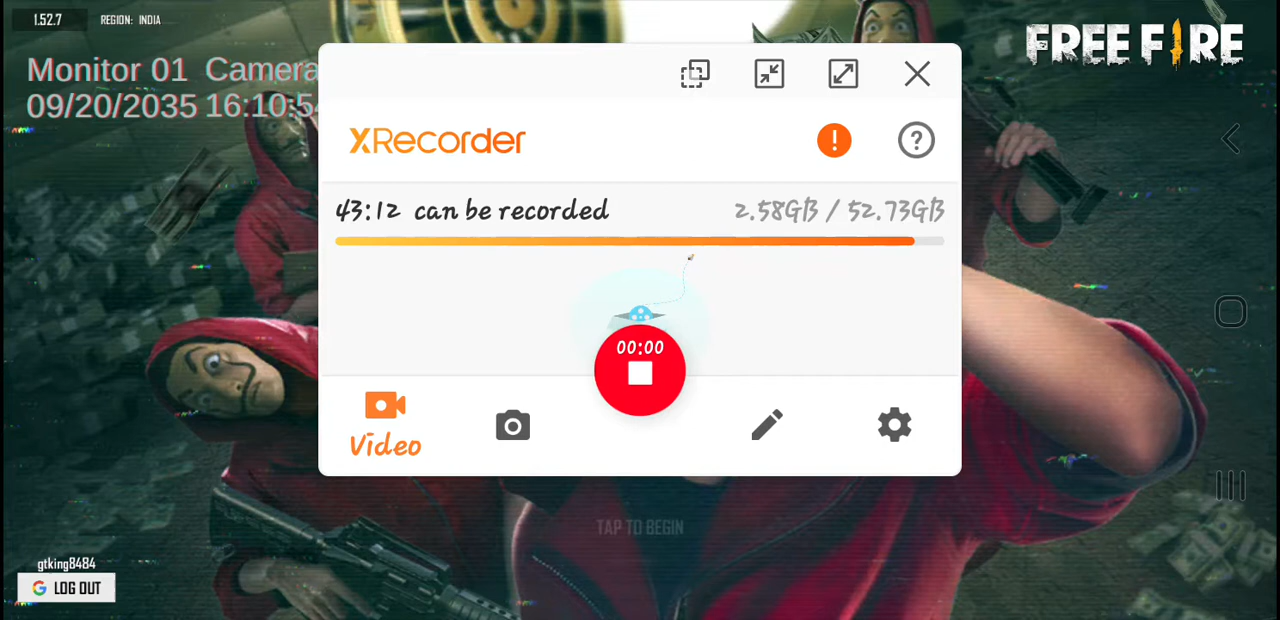 1.52.7 REGION: INDIA
FREE FIRE
Monitor 01 Camera
09/20/2035 16:10:54
XRecorder
43:12 can be recorded 2.58GB / 52.73GB
00:00
Video
TAP TO BEGIN
gtking8484
G LOG OUT